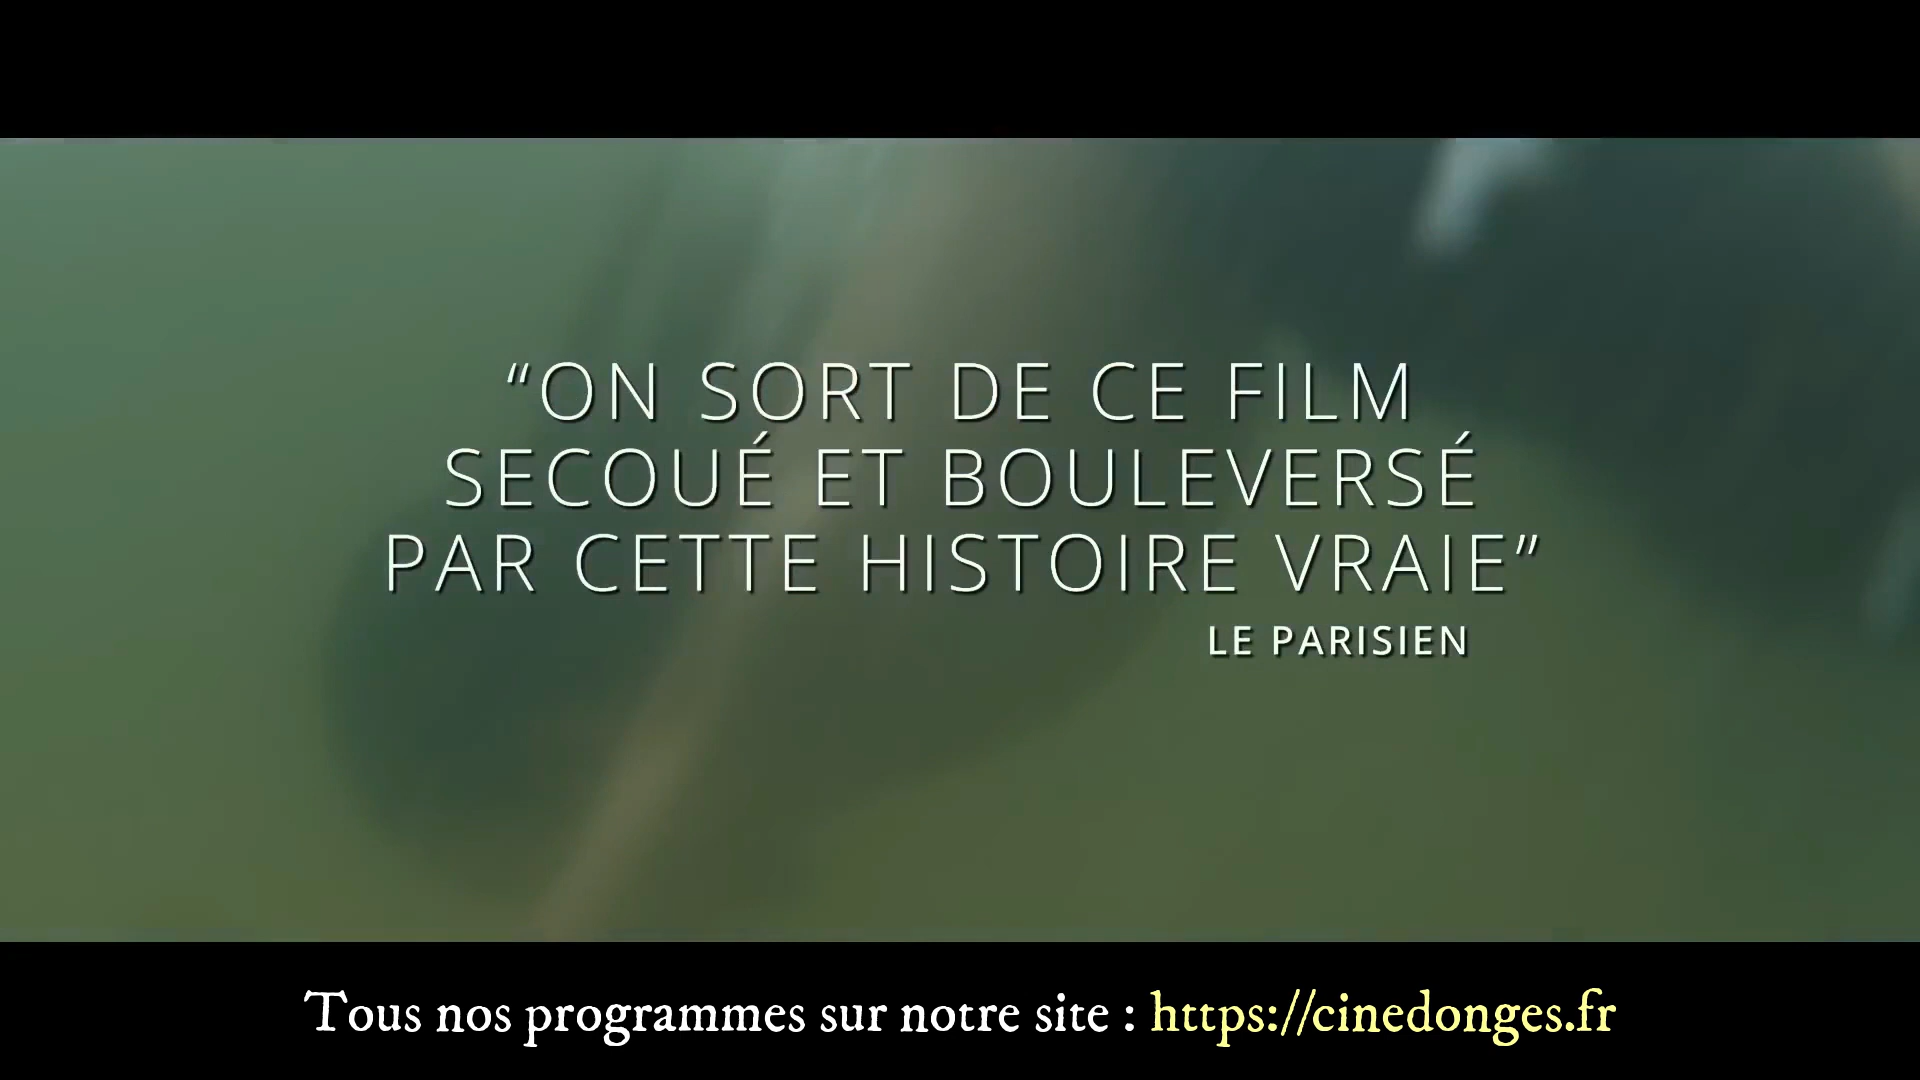 “ON SORT DE CE FILM
SECOUÉ ET BOULEVERSÉ
PAR CETTE HISTOIRE VRAIE”
LE PARISIEN
Tous nos programmes sur notre site : https://cinedonges.fr